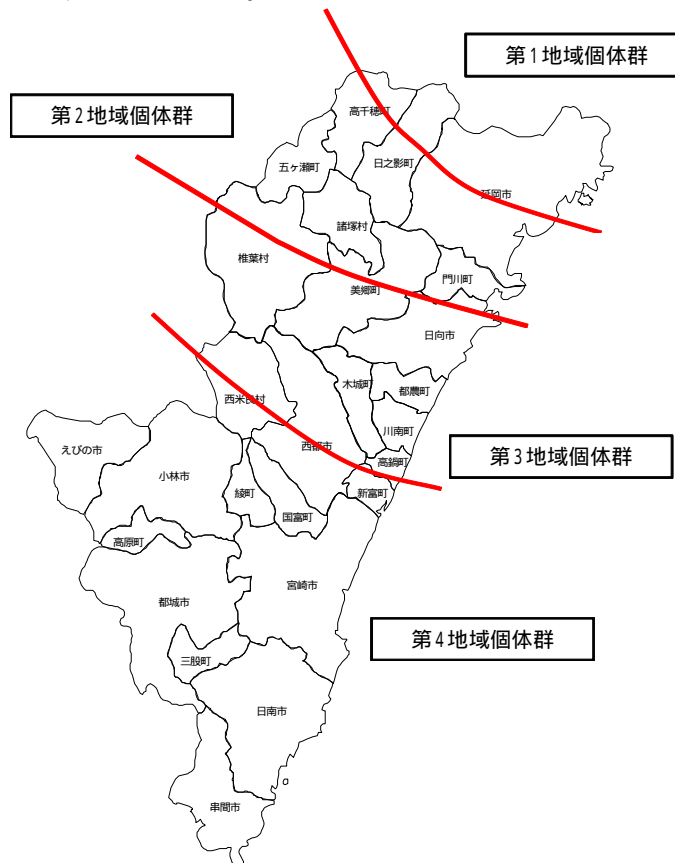 第1地域個体群
第2地域個体群
高千穂町
日之影町
五ヶ瀬町
延岡市
諸塚村
椎葉村
門川町
美郷町
日向市
木城町
都農町
西米良村
川南町
西都市
えびの市
高鍋町
第3地域個体群
小林市
綾町
新富町
国富町
高原町
宮崎市
都城市
第4地域個体群
三股町
日南市
串間市